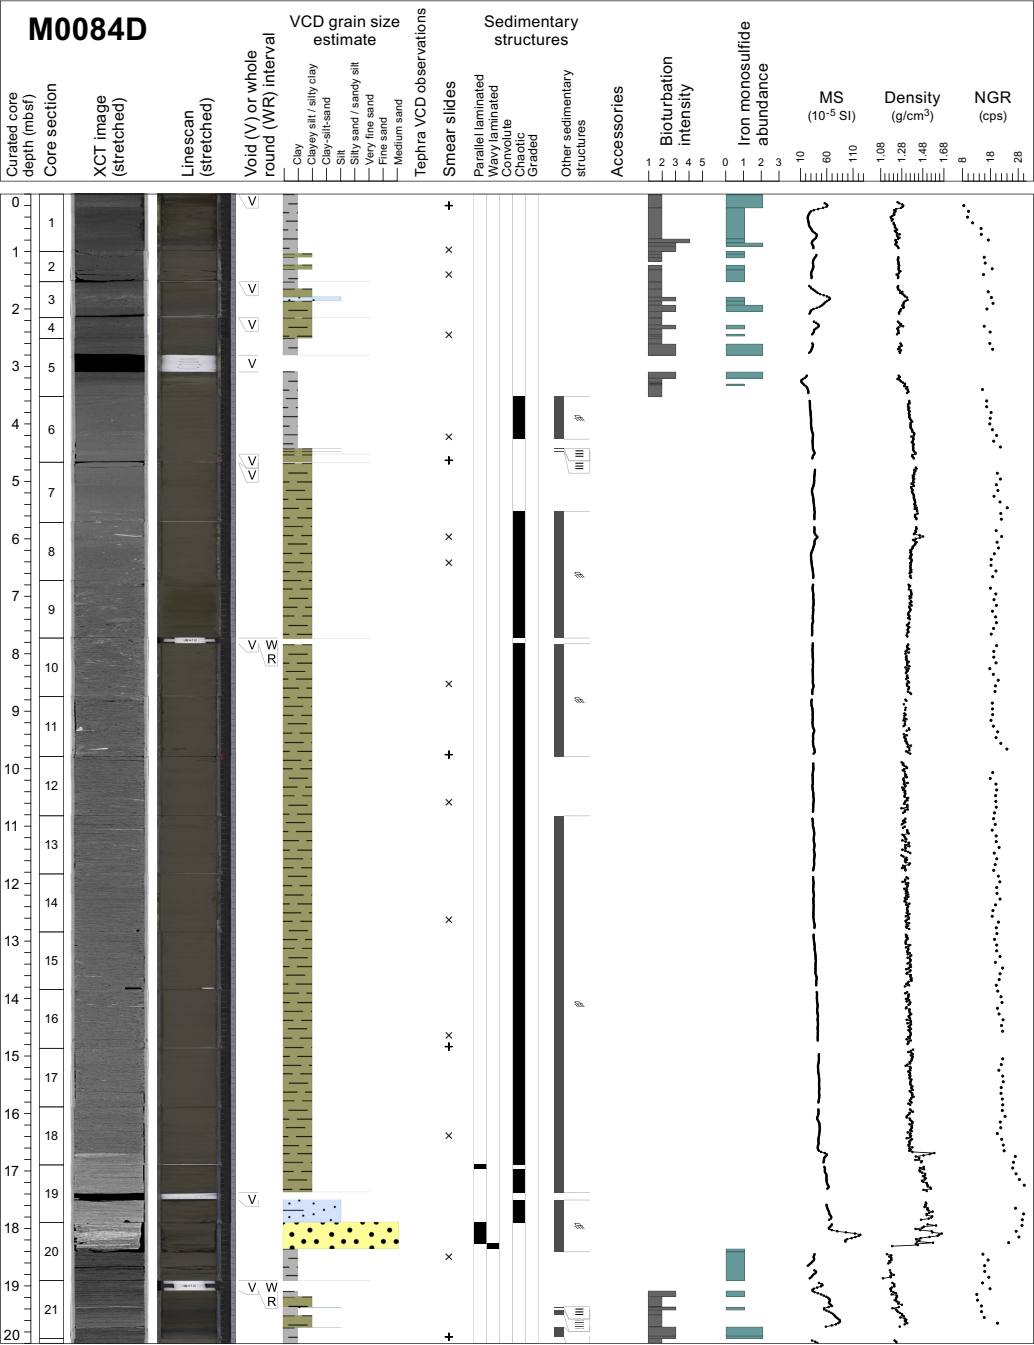 M0084D
VCD grain size
estimate
Sedimentary
structures
Curated core
depth (mbsf)
Core section
XCT image
(stretched)
Linescan
(stretched)
Void (V) or whole
round (WR) interval
Clay
Clayey silt / silty clay
Clay-silt-sand
Silt
Silty sand / sandy silt
Very fine sand
Fine sand
Medium sand
Tephra VCD observations
Smear slides
Parallel laminated
Wavy laminated
Convolute
Chaotic
Graded
Other sedimentary
structures
Accessories
Bioturbation
intensity
1 2 3 4 5
Iron monosulfide
abundance
0 1 2 3
MS
(10-5 SI)
10 60 110
Density
(g/cm3)
1.08 1.28 1.48 1.68
NGR
(cps)
8 18 28
0
1
2
3
4
5
6
7
8
9
10
11
12
13
14
15
16
17
18
19
20
1
2
3
4
5
6
7
8
9
10
11
12
13
14
15
16
17
18
19
20
21
V
V
V
V
V
V
V W
R
V
V W
R